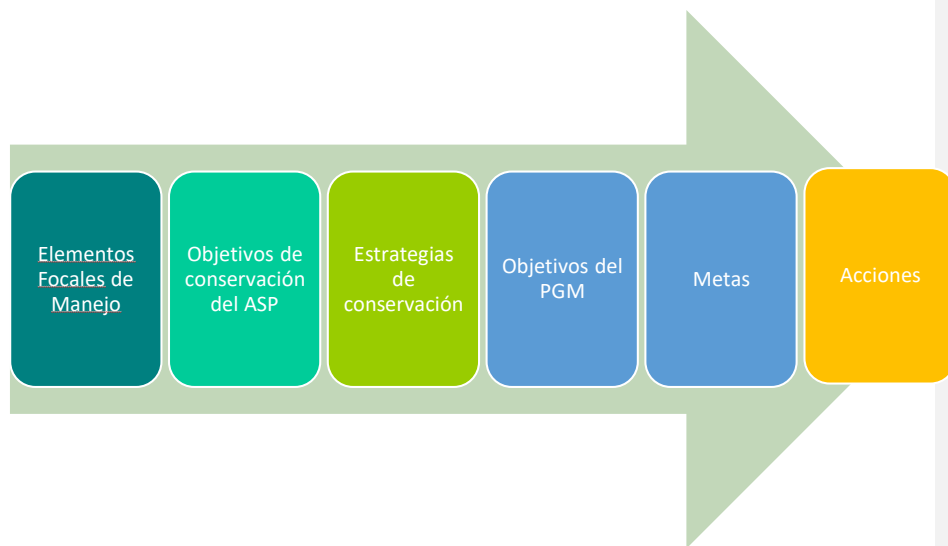 Elementos
Focales de
Manejo
Objetivos de
conservación
del ASP
Estrategias
de
conservación
Objetivos del
PGM
Metas
Acciones